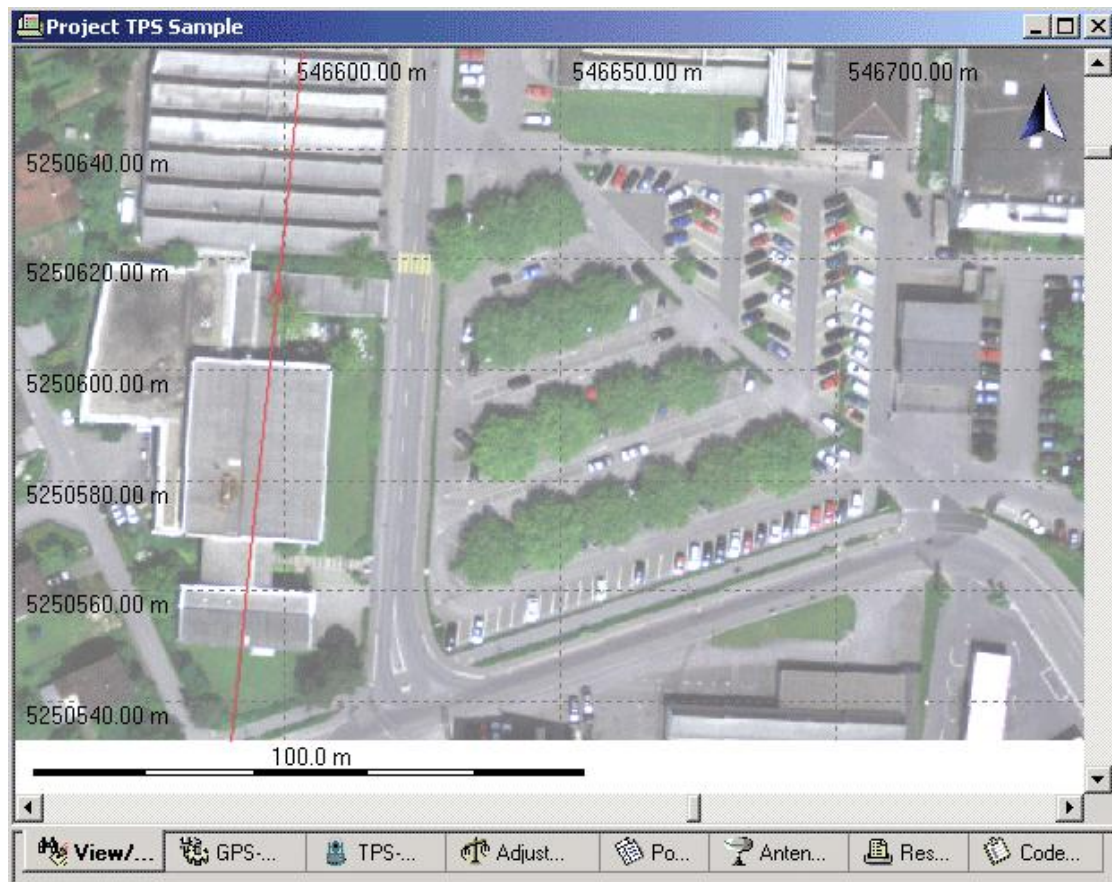 Project TPS Sample
546600.00 m
546650.00 m
546700.00 m
5250640.00 m
5250620.00 m
5250600.00 m
5250580.00 m
5250560.00 m
5250540.00 m
100.0 m
View/...
GPS-...
TPS-...
Adjust...
Po...
Anten...
Res...
Code...